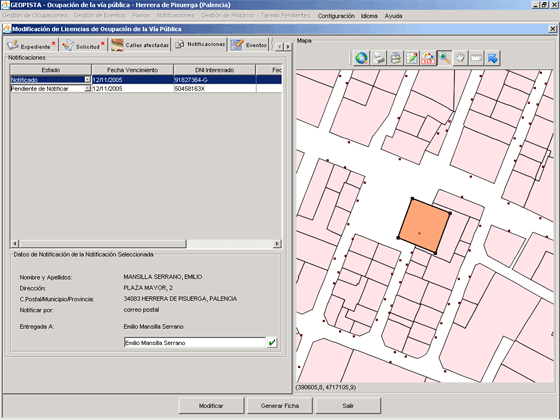 GEOPISTA - Ocupación de la vía pública - Herrera de Pisuerga (Palencia)
Gestión de Ocupación Gestión de Eventos Planos Gestión de Histórico Tareas Pendientes Configuración Idioma Ayuda
Modificación de Licencias de Ocupación de la Vía Pública
Expediente* Solicitud* Calles afectadas Notificaciones Eventos
Mapa
Notificaciones
Estado Fecha Vencimiento DNI Interesado Fec
Notificado 12/11/2005 91827364-G
Pendiente de Notificar 12/11/2005 50458163X
Datos de Notificación de la Notificación Seleccionada
Nombre y Apellidos: MANSILLA SERRANO, EMILIO
Dirección: PLAZA MAYOR, 2
C.Postal/Municipio/Provincia: 34083 HERRERA DE PISUERGA, PALENCIA
Notificar por: correo postal
Entregada A: Emilio Mansilla Serrano
Emilio Mansilla Serrano
(390605,8, 4717105,9)
Modificar Generar Ficha Salir